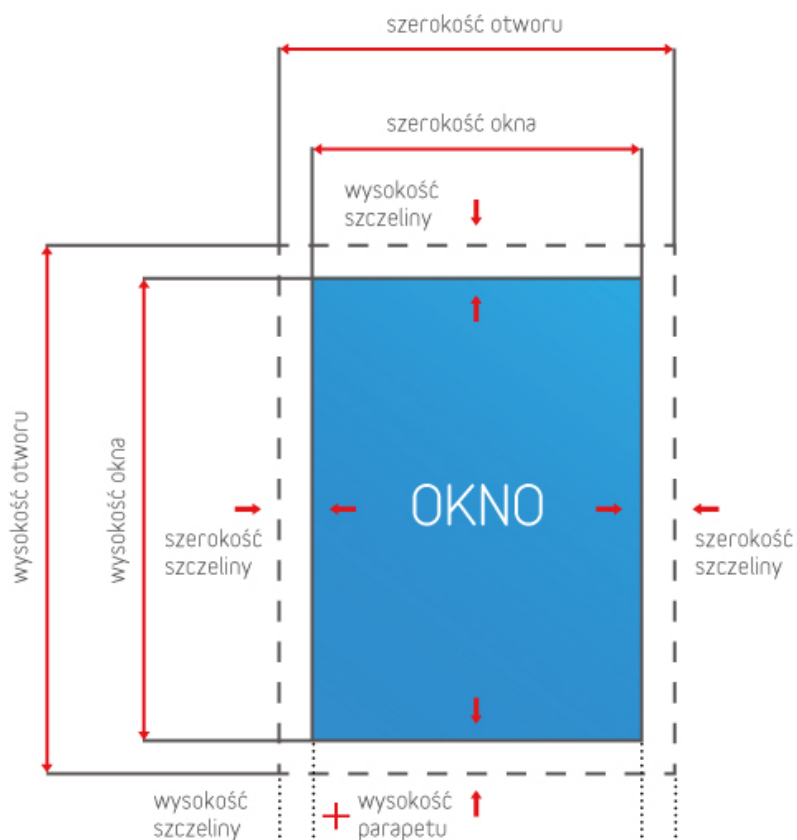 szerokość otworu
szerokość okna
wysokość
szczeliny
wysokość otworu
wysokość okna
OKNO
szerokość
szczeliny
szerokość
szczeliny
wysokość
szczeliny
+ wysokość
parapetu